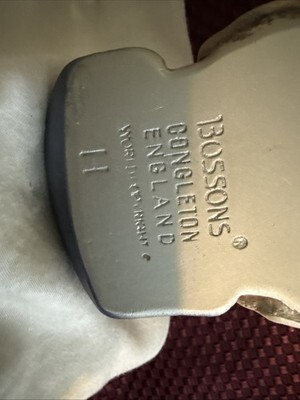 BOSSONS ®
CONGLETON
ENGLAND
WORLD COPYRIGHT
11